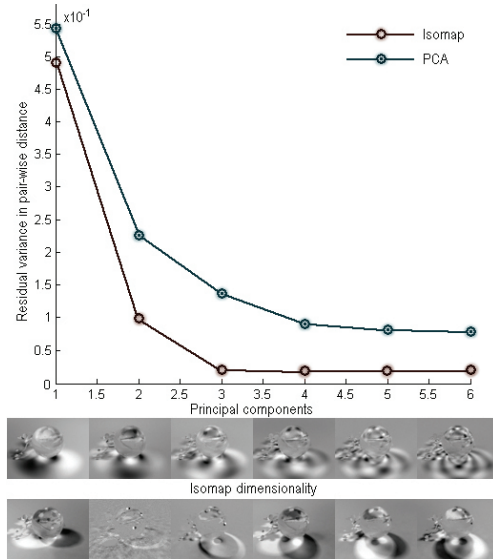 x10-1
Isomap
PCA
Residual variance in pair-wise distance
5.5
5
4.5
4
3.5
3
2.5
2
1.5
1
0.5
0
1 1.5 2 2.5 3 3.5 4 4.5 5 5.5 6
Principal components
Isomap dimensionality